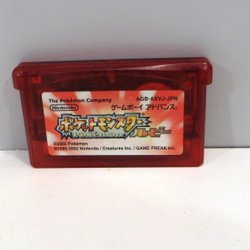 The Pokémon Company
AGB-AXVJ-JPN
Nintendo
ゲームボーイ アドバンス
ポケットモンスター
ルビー
©2002 Pokémon
©1995-2002 Nintendo / Creatures inc. / GAME FREAK inc.